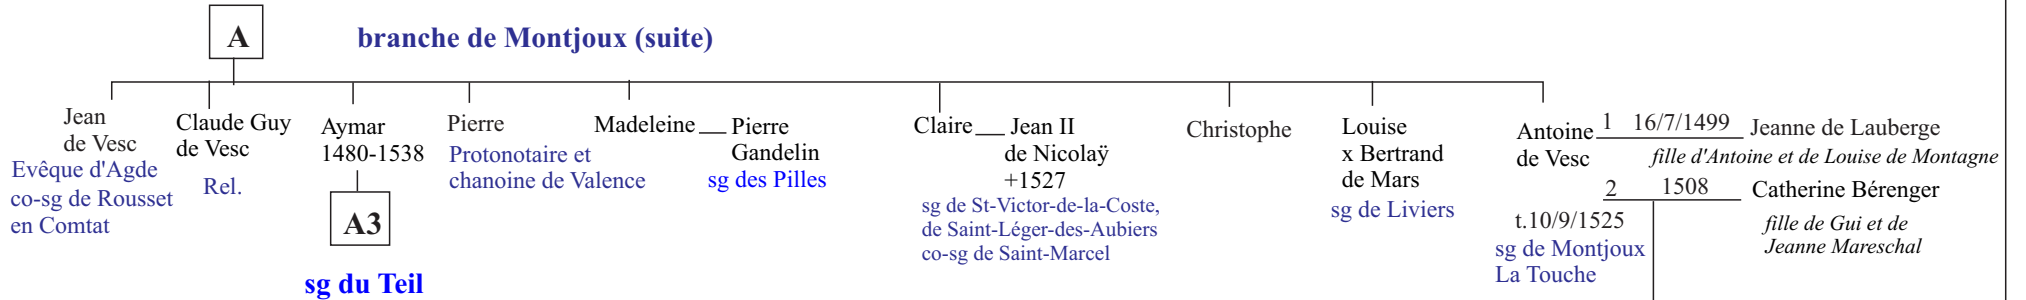 A
branche de Montjoux (suite)
Jean
de Vesc
Evêque d'Agde
co-sg de Rousset
en Comtat
Claude Guy
de Vesc
Rel.
Aymar
1480-1538
A3
sg du Teil
Pierre
Protonotaire et
chanoine de Valence
Madeleine
Pierre
Gandelin
sg des Pilles
Claire
Jean II
de Nicolaÿ
+1527
sg de St-Victor-de-la-Coste,
de Saint-Léger-des-Aubiers
co-sg de Saint-Marcel
Christophe
Louise
x Bertrand
de Mars
sg de Liviers
Antoine
de Vesc
1 16/7/1499
Jeanne de Lauberge
fille d'Antoine et de Louise de Montagne
2 1508
Catherine Bérenger
fille de Gui et de
Jeanne Mareschal
t.10/9/1525
sg de Montjoux
La Touche